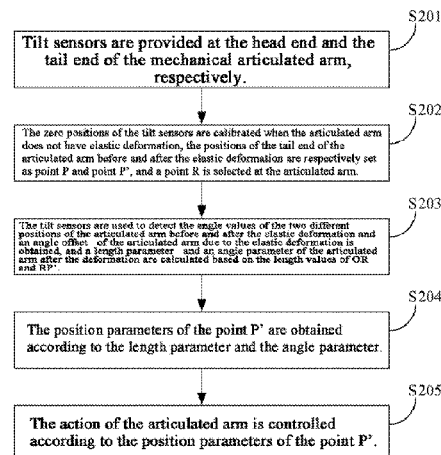 S201
Tilt sensors are provided at the head end and the
tail end of the mechanical articulated arm,
respectively.
S202
The zero positions of the tilt sensors are calibrated when the articulated arm
does not have elastic deformation, the positions of the tail end of the
articulated arm before and after the elastic deformation are respectively set
as point P and point P', and a point R is selected at the articulated arm.
S203
The tilt sensors are used to detect the angle values of the two different
positions of the articulated arm before and after the elastic deformation and
an angle offset of the articulated arm due to the elastic deformation is
obtained, and a length parameter and an angle parameter of the articulated
arm after the deformation are calculated based on the length values of OR
and RP'.
S204
The position parameters of the point P' are obtained
according to the length parameter and the angle parameter.
S205
The action of the articulated arm is controlled
according to the position parameters of the point P'.